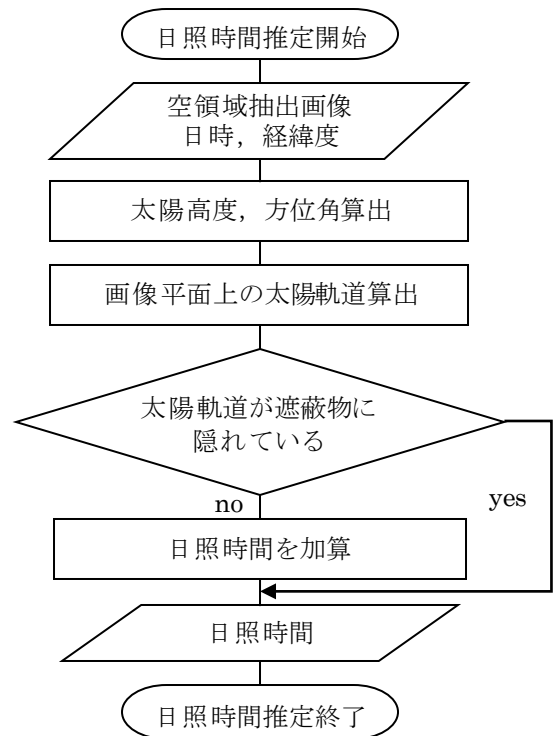 日照時間推定開始
空領域抽出画像
日時，経緯度
太陽高度，方位角算出
画像平面上の太陽軌道算出
太陽軌道が遮蔽物に
隠れている
no
yes
日照時間を加算
日照時間
日照時間推定終了